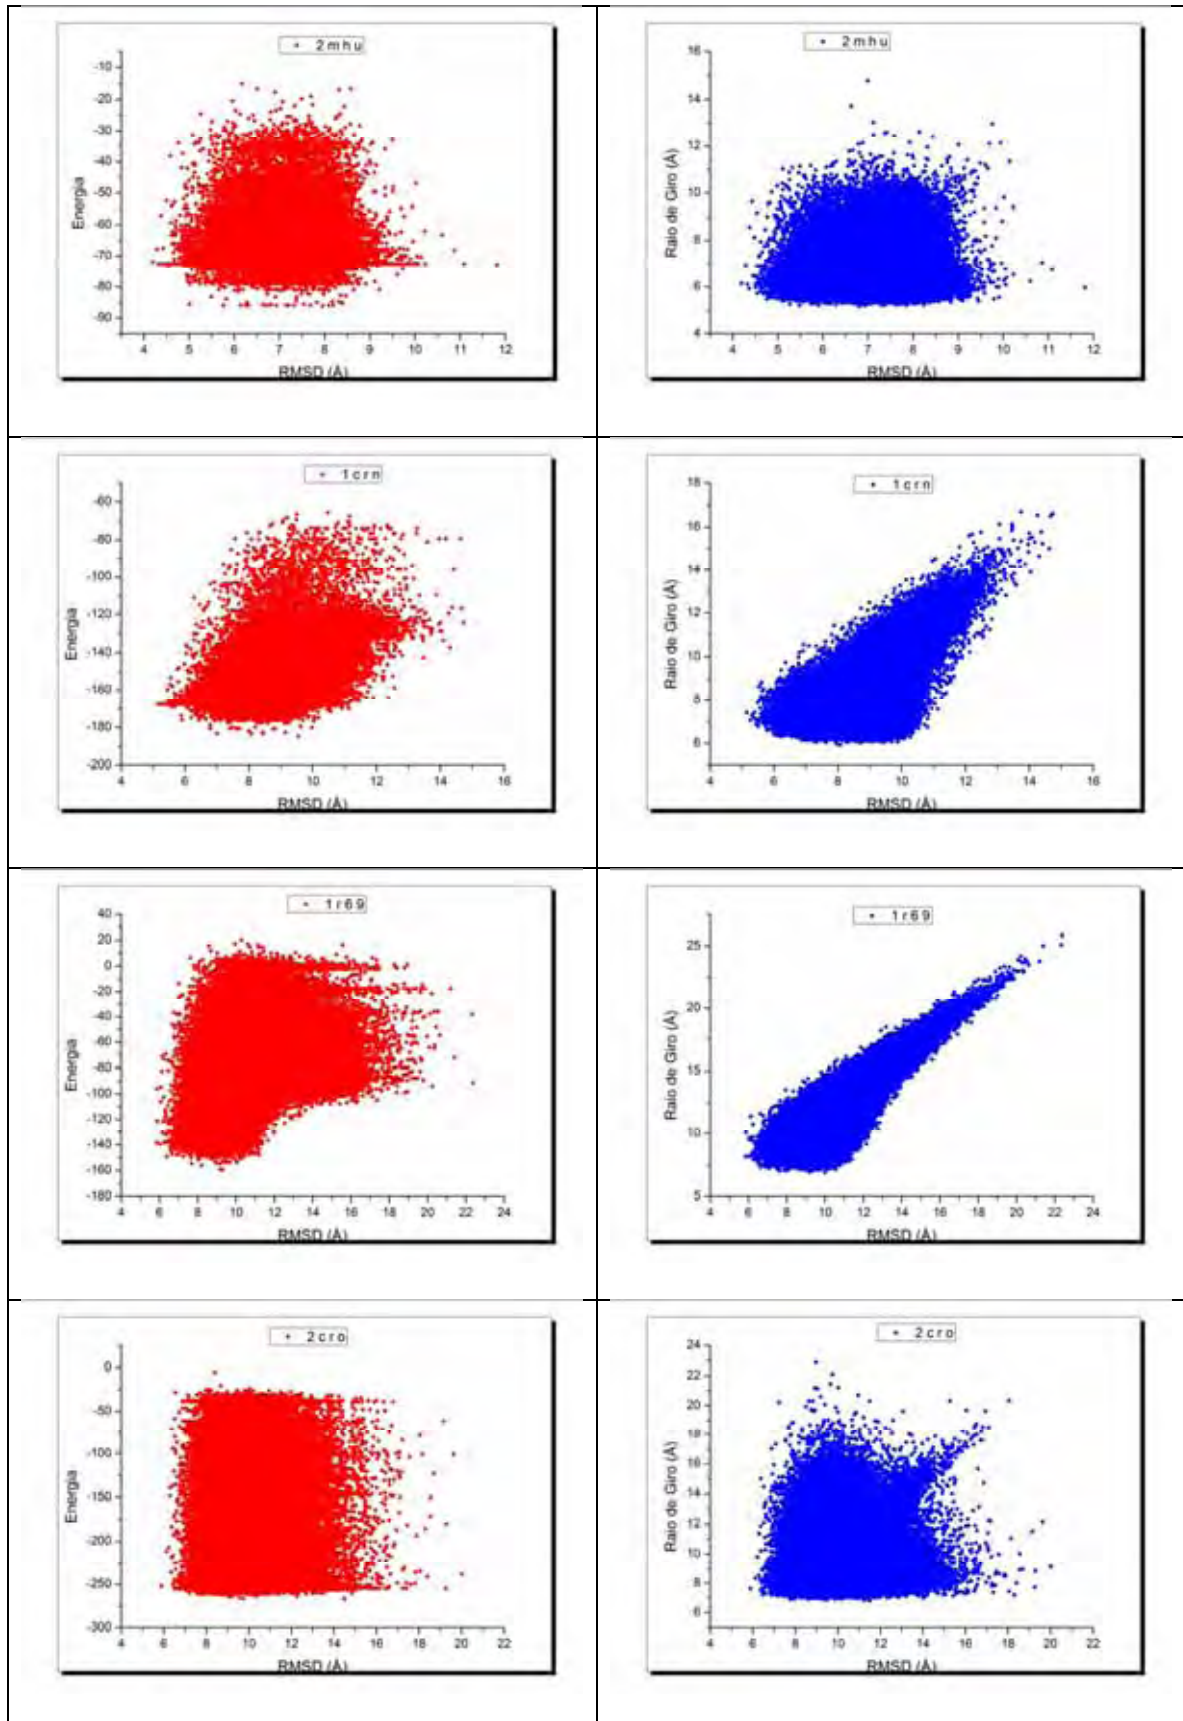 2mhu
-10
-20
-30
-40
-50
-60
-70
-80
-90
Energia
4 5 6 7 8 9 10 11 12
RMSD (Å)
2mhu
16
14
12
10
8
6
4
Raio de Giro (Å)
4 5 6 7 8 9 10 11 12
RMSD (Å)
1crn
-60
-80
-100
-120
-140
-160
-180
-200
Energia
4 6 8 10 12 14 16
RMSD (Å)
1crn
18
16
14
12
10
8
6
Raio de Giro (Å)
4 6 8 10 12 14 16
RMSD (Å)
1r69
40
20
0
-20
-40
-60
-80
-100
-120
-140
-160
-180
Energia
4 6 8 10 12 14 16 18 20 22 24
RMSD (Å)
1r69
25
20
15
10
5
Raio de Giro (Å)
4 6 8 10 12 14 16 18 20 22 24
RMSD (Å)
2cro
0
-50
-100
-150
-200
-250
-300
Energia
4 6 8 10 12 14 16 18 20 22
RMSD (Å)
2cro
24
22
20
18
16
14
12
10
8
6
Raio de Giro (Å)
4 6 8 10 12 14 16 18 20 22
RMSD (Å)